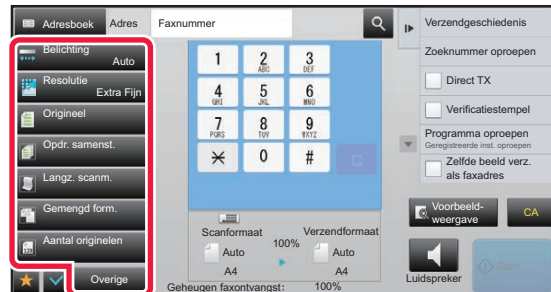 Adresboek
Adres
Faxnummer
Belichting
Auto
Resolutie
Extra Fijn
Origineel
Opdr. samenst.
Langz. scanm.
Gemengd form.
Aantal originelen
Overige
1
2
ABC
3
DEF
4
GHI
5
JKL
6
MNO
7
PQRS
8
TUV
9
WXYZ
0
#
C
Scanformaat
Auto
A4
100%
Verzendformaat
Auto
A4
Geheugen faxontvangst: 100%
Verzendgeschiedenis
Zoeknummer oproepen
Direct TX
Verificatiestempel
Programma oproepen
Geregistreerde inst. oproepen
Zelfde beeld verz.
als faxadres
Voorbeeld-
weergave
CA
Luidspreker
Start